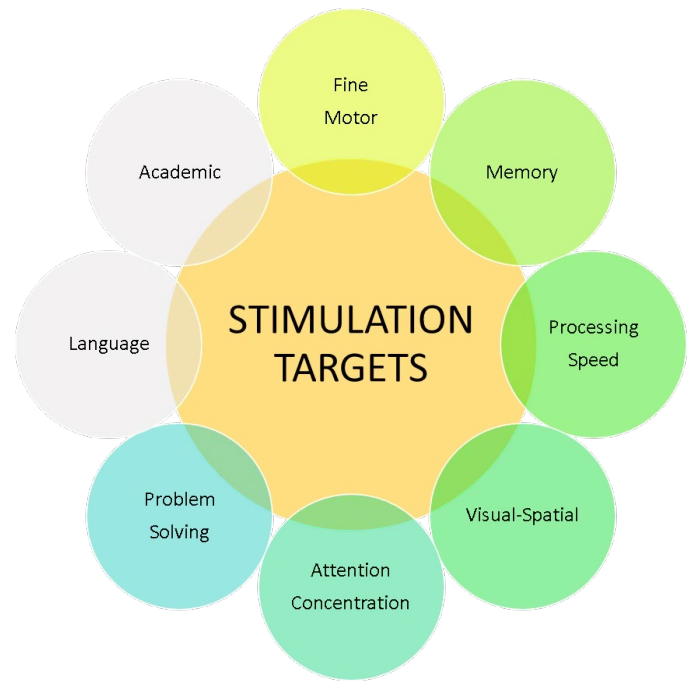 Fine
Motor
Academic
Memory
STIMULATION
TARGETS
Language
Processing
Speed
Problem
Solving
Visual-Spatial
Attention
Concentration